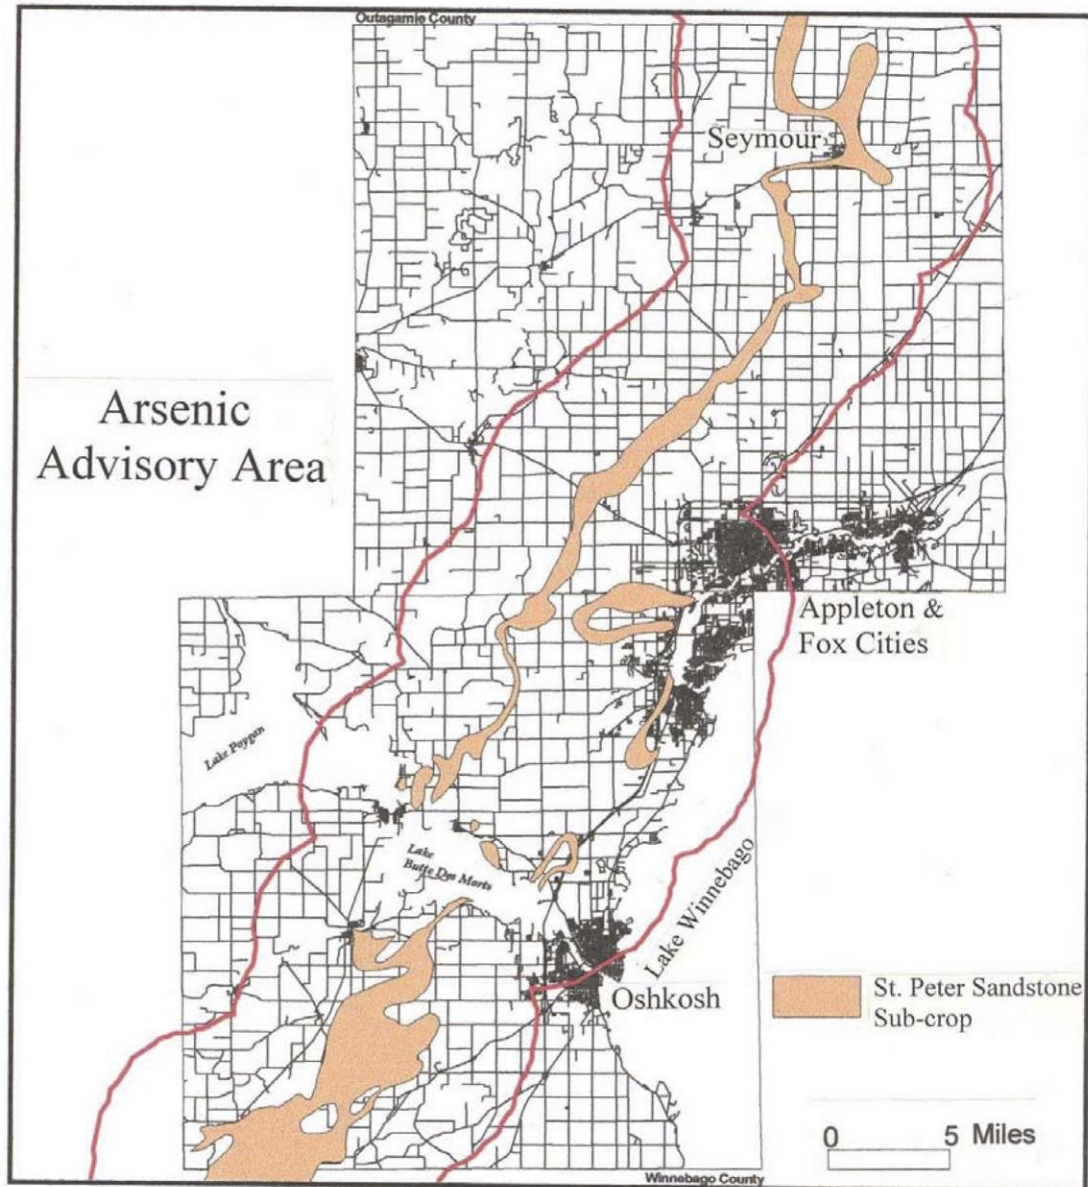 Outagamie County
Seymour
Arsenic
Advisory Area
Appleton &
Fox Cities
Lake Poygan
Lake
Butte Des Morts
Lake Winnebago
Oshkosh
St. Peter Sandstone
Sub-crop
0 5 Miles
Winnebago County